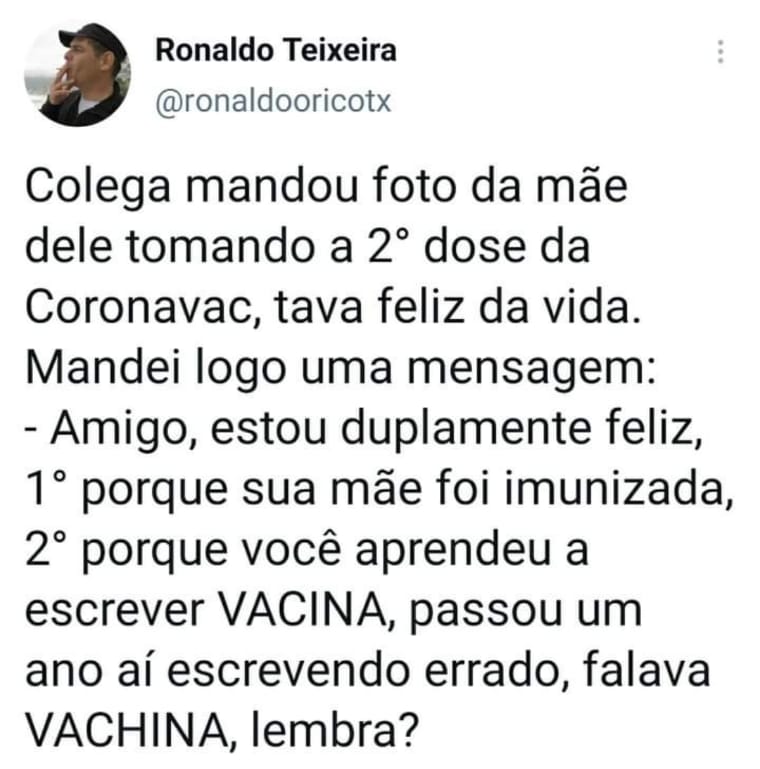 Ronaldo Teixeira
@ronaldooricotx
Colega mandou foto da mãe
dele tomando a 2° dose da
Coronavac, tava feliz da vida.
Mandei logo uma mensagem:
- Amigo, estou duplamente feliz,
1° porque sua mãe foi imunizada,
2° porque você aprendeu a
escrever VACINA, passou um
ano aí escrevendo errado, falava
VACHINA, lembra?